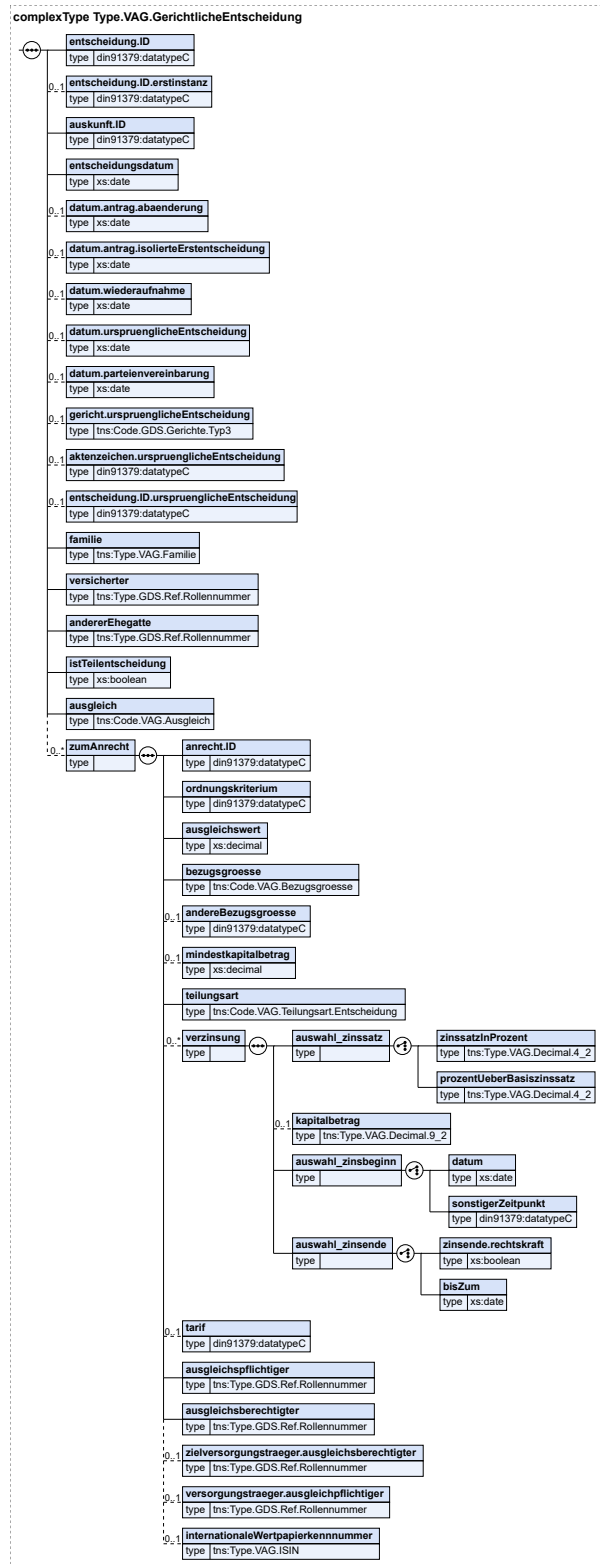 complexType Type.VAG.GerichtlicheEntscheidung
entscheidung.ID
type din91379:datatypeC
0..1 entscheidung.ID.erstinstanz
type din91379:datatypeC
auskunft.ID
type din91379:datatypeC
entscheidungsdatum
type xs:date
0..1 datum.antrag.abaenderung
type xs:date
0..1 datum.antrag.isolierteErstentscheidung
type xs:date
0..1 datum.wiederaufnahme
type xs:date
0..1 datum.urspruenglicheEntscheidung
type xs:date
0..1 datum.parteienvereinbarung
type xs:date
0..1 gericht.urspruenglicheEntscheidung
type tns:Code.GDS.Gerichte.Typ3
0..1 aktenzeichen.urspruenglicheEntscheidung
type din91379:datatypeC
0..1 entscheidung.ID.urspruenglicheEntscheidung
type din91379:datatypeC
familie
type tns:Type.VAG.Familie
versicherter
type tns:Type.GDS.Ref.Rollennummer
andererEhegatte
type tns:Type.GDS.Ref.Rollennummer
istTeilentscheidung
type xs:boolean
ausgleich
type tns:Code.VAG.Ausgleich
0..* zumAnrecht
type
anrecht.ID
type din91379:datatypeC
ordnungskriterium
type din91379:datatypeC
ausgleichswert
type xs:decimal
bezugsgroesse
type tns:Code.VAG.Bezugsgroesse
0..1 andereBezugsgroesse
type din91379:datatypeC
0..1 mindestkapitalbetrag
type xs:decimal
teilungsart
type tns:Code.VAG.Teilungsart.Entscheidung
0..* verzinsung
type
auswahl_zinssatz
type
zinssatzInProzent
type tns:Type.VAG.Decimal.4_2
prozentUeberBasiszinssatz
type tns:Type.VAG.Decimal.4_2
0..1 kapitalbetrag
type tns:Type.VAG.Decimal.9_2
auswahl_zinsbeginn
type
datum
type xs:date
sonstigerZeitpunkt
type din91379:datatypeC
auswahl_zinsende
type
zinsende.rechtskraft
type xs:boolean
bisZum
type xs:date
0..1 tarif
type din91379:datatypeC
ausgleichspflichtiger
type tns:Type.GDS.Ref.Rollennummer
ausgleichsberechtigter
type tns:Type.GDS.Ref.Rollennummer
0..1 zielversorgungstraeger.ausgleichsberechtigter
type tns:Type.GDS.Ref.Rollennummer
0..1 versorgungstraeger.ausgleichpflichtiger
type tns:Type.GDS.Ref.Rollennummer
0..1 internationaleWertpapierkennnummer
type tns:Type.VAG.ISIN